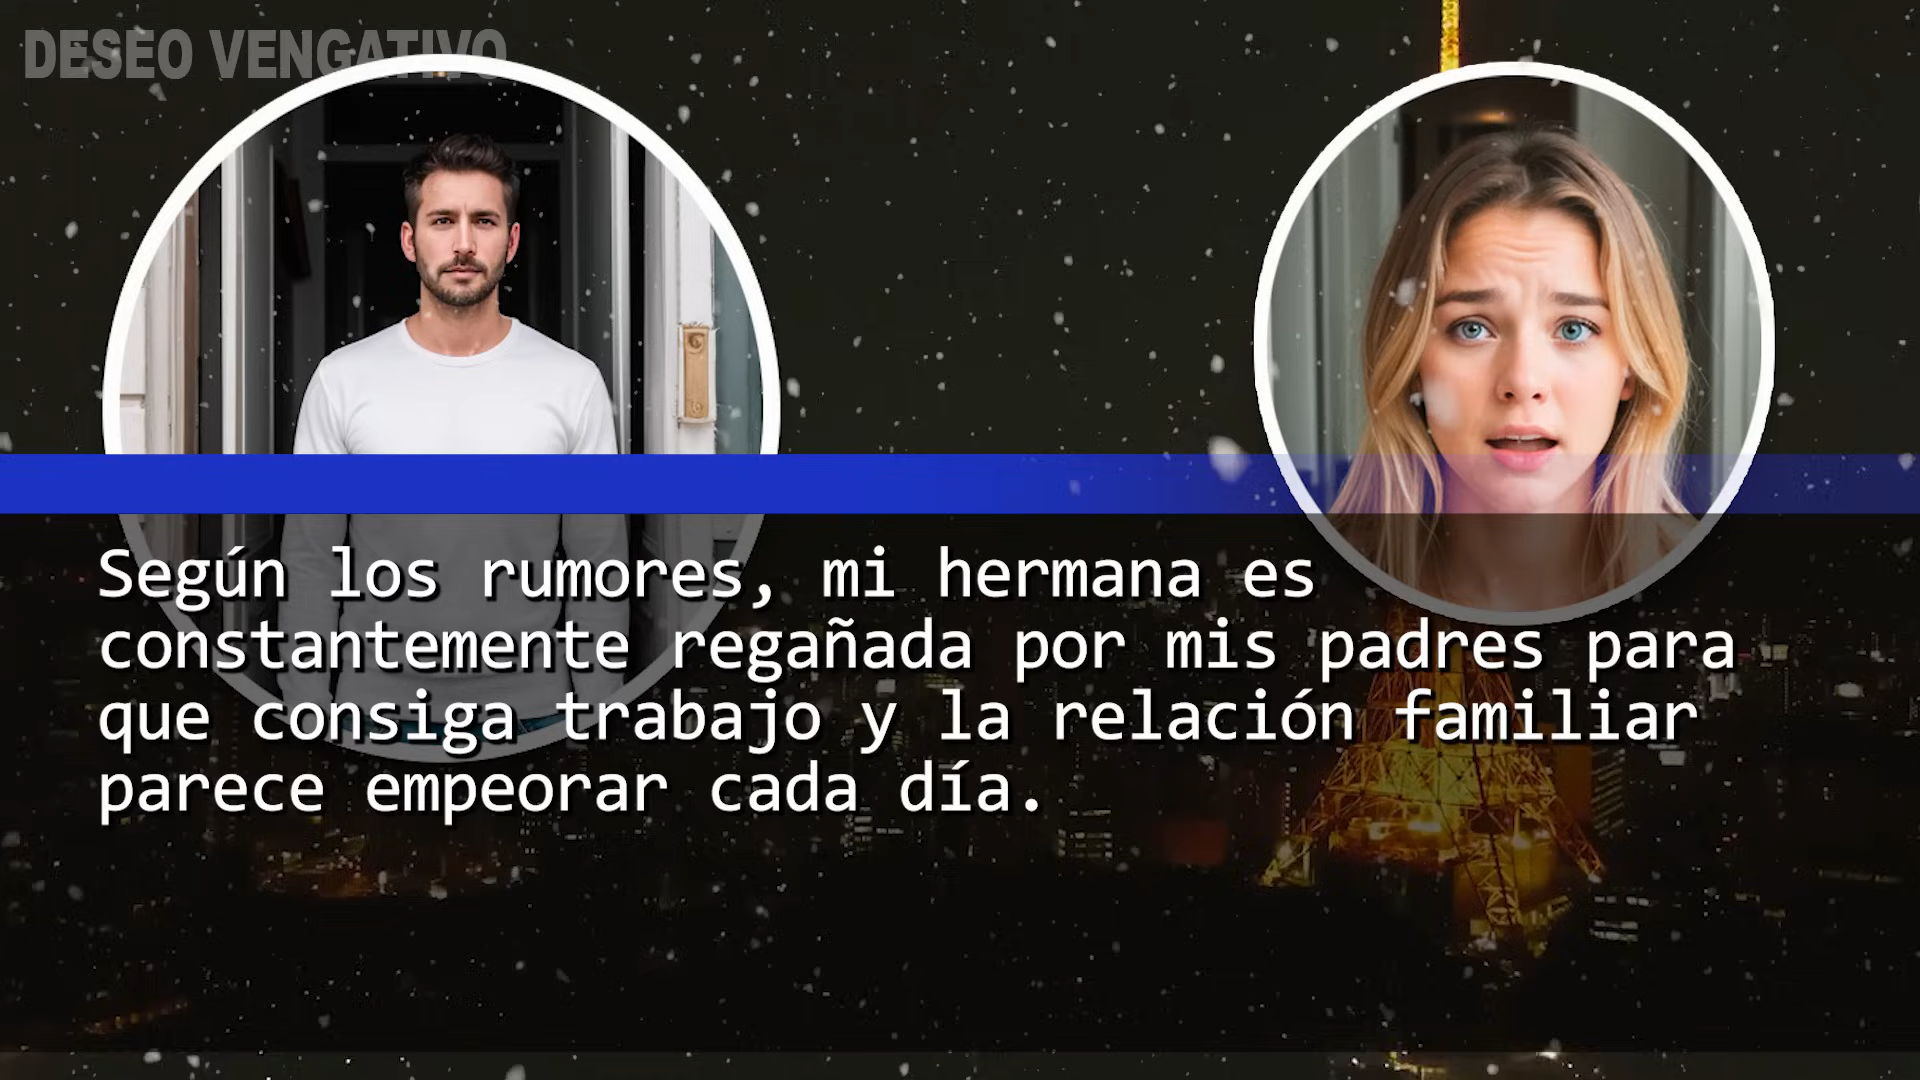 DESEO VENGATIVO
Según los rumores, mi hermana es
constantemente regañada por mis padres para
que consiga trabajo y la relación familiar
parece empeorar cada día.